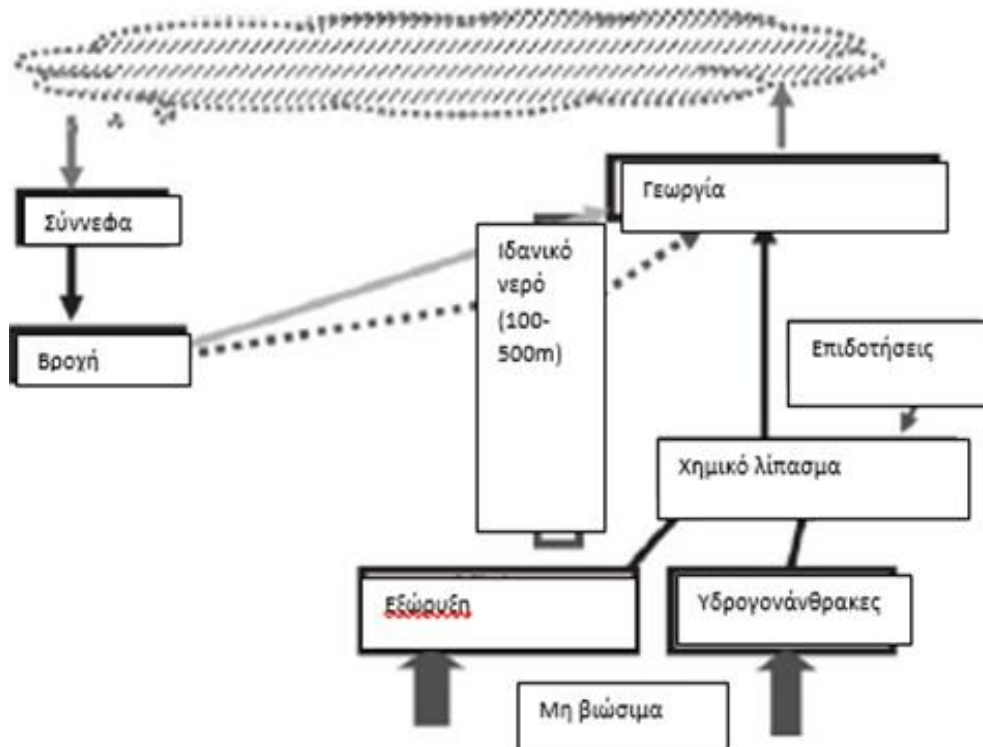 Γεωργία
Σύννεφα
Ιδανικό
νερό
(100-
500m)
Βροχή
Επιδοτήσεις
Χημικό λίπασμα
Εξώρυξη
Υδρογονάνθρακες
Μη βιώσιμα